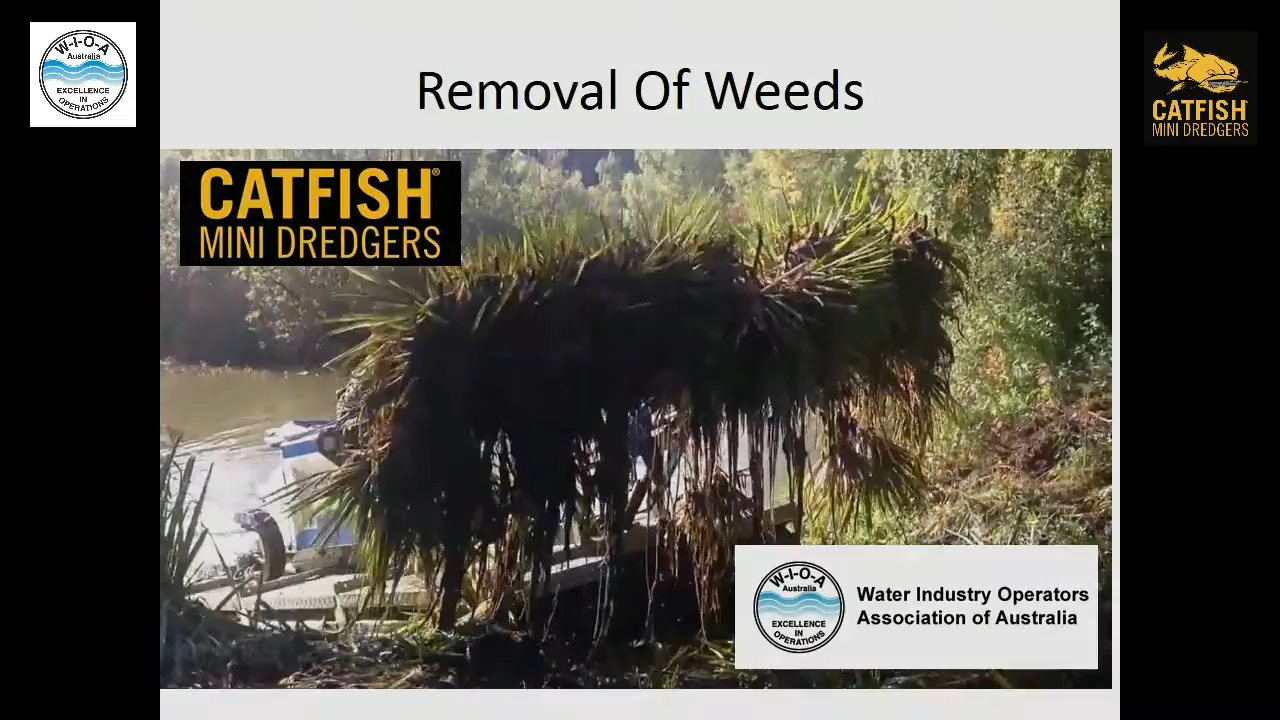 W-I-O-A
Australia
EXCELLENCE
IN
OPERATIONS
Removal Of Weeds
CATFISH
MINI DREDGERS
CATFISH®
MINI DREDGERS
W-I-O-A
Australia
EXCELLENCE
IN
OPERATIONS
Water Industry Operators
Association of Australia